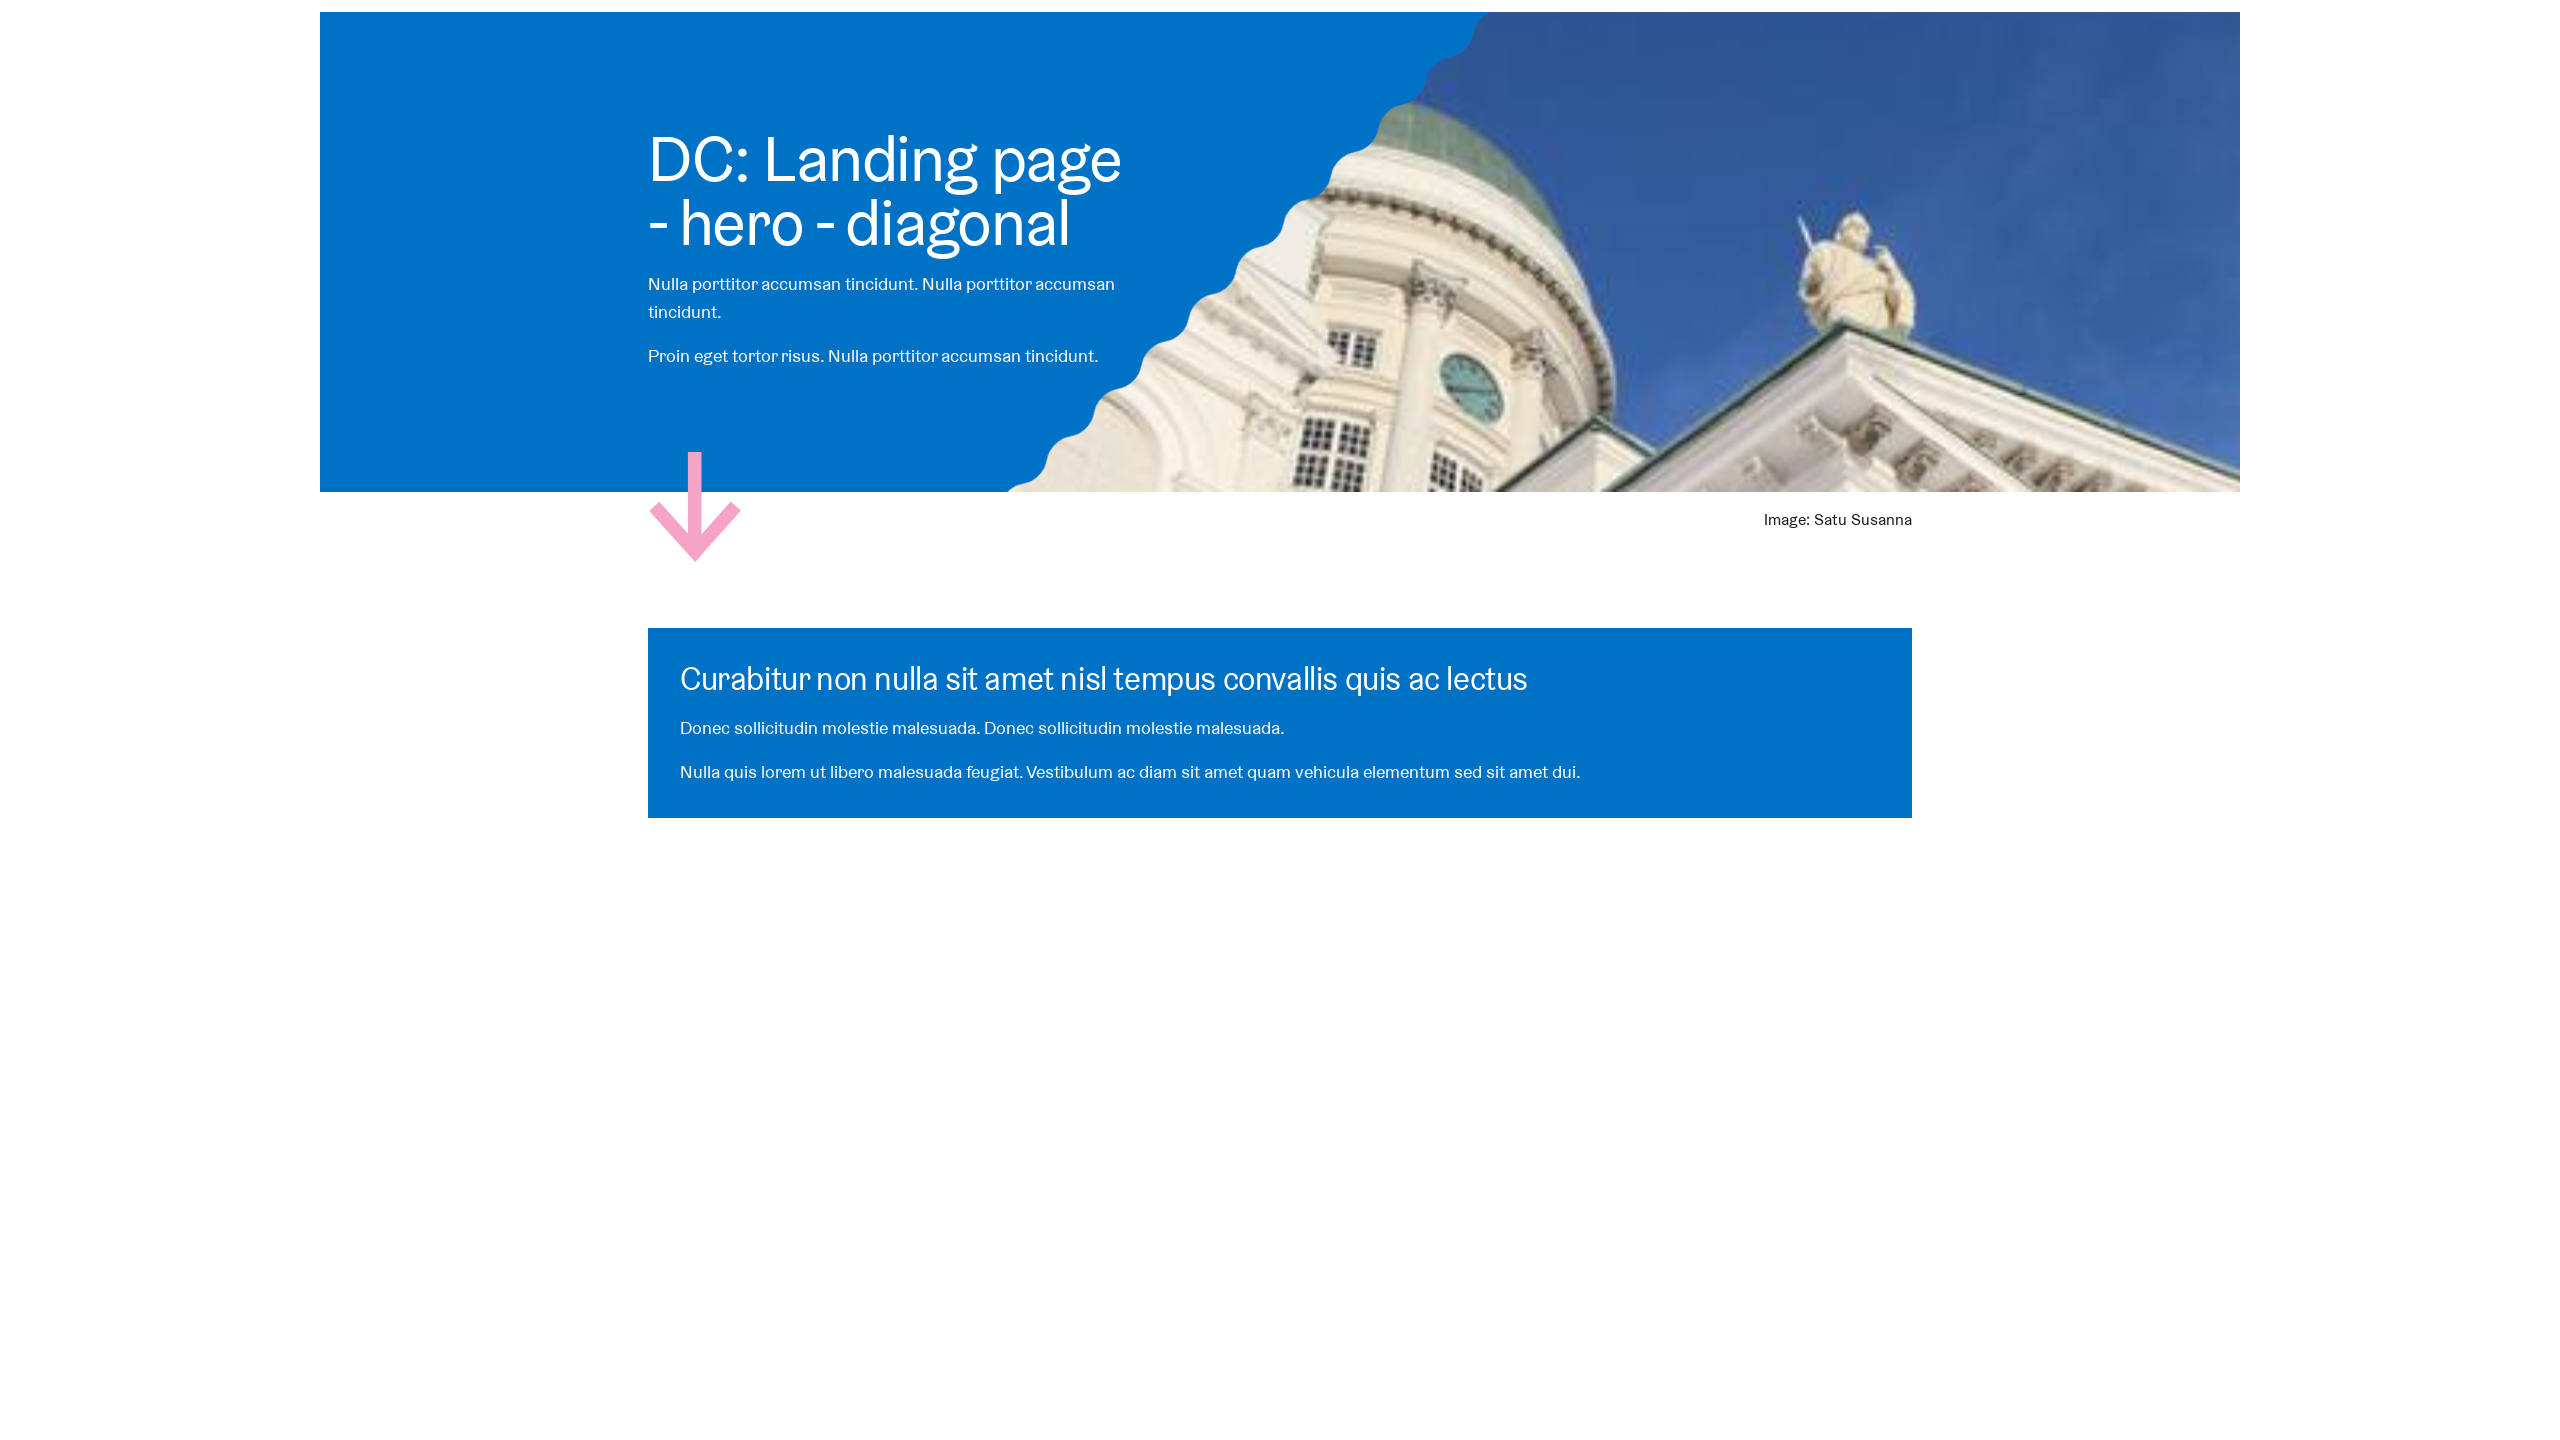 DC: Landing page
- hero - diagonal
Nulla porttitor accumsan tincidunt. Nulla porttitor accumsan
tincidunt.
Proin eget tortor risus. Nulla porttitor accumsan tincidunt.
Image: Satu Susanna
Curabitur non nulla sit amet nisl tempus convallis quis ac lectus
Donec sollicitudin molestie malesuada. Donec sollicitudin molestie malesuada.
Nulla quis lorem ut libero malesuada feugiat. Vestibulum ac diam sit amet quam vehicula elementum sed sit amet dui.